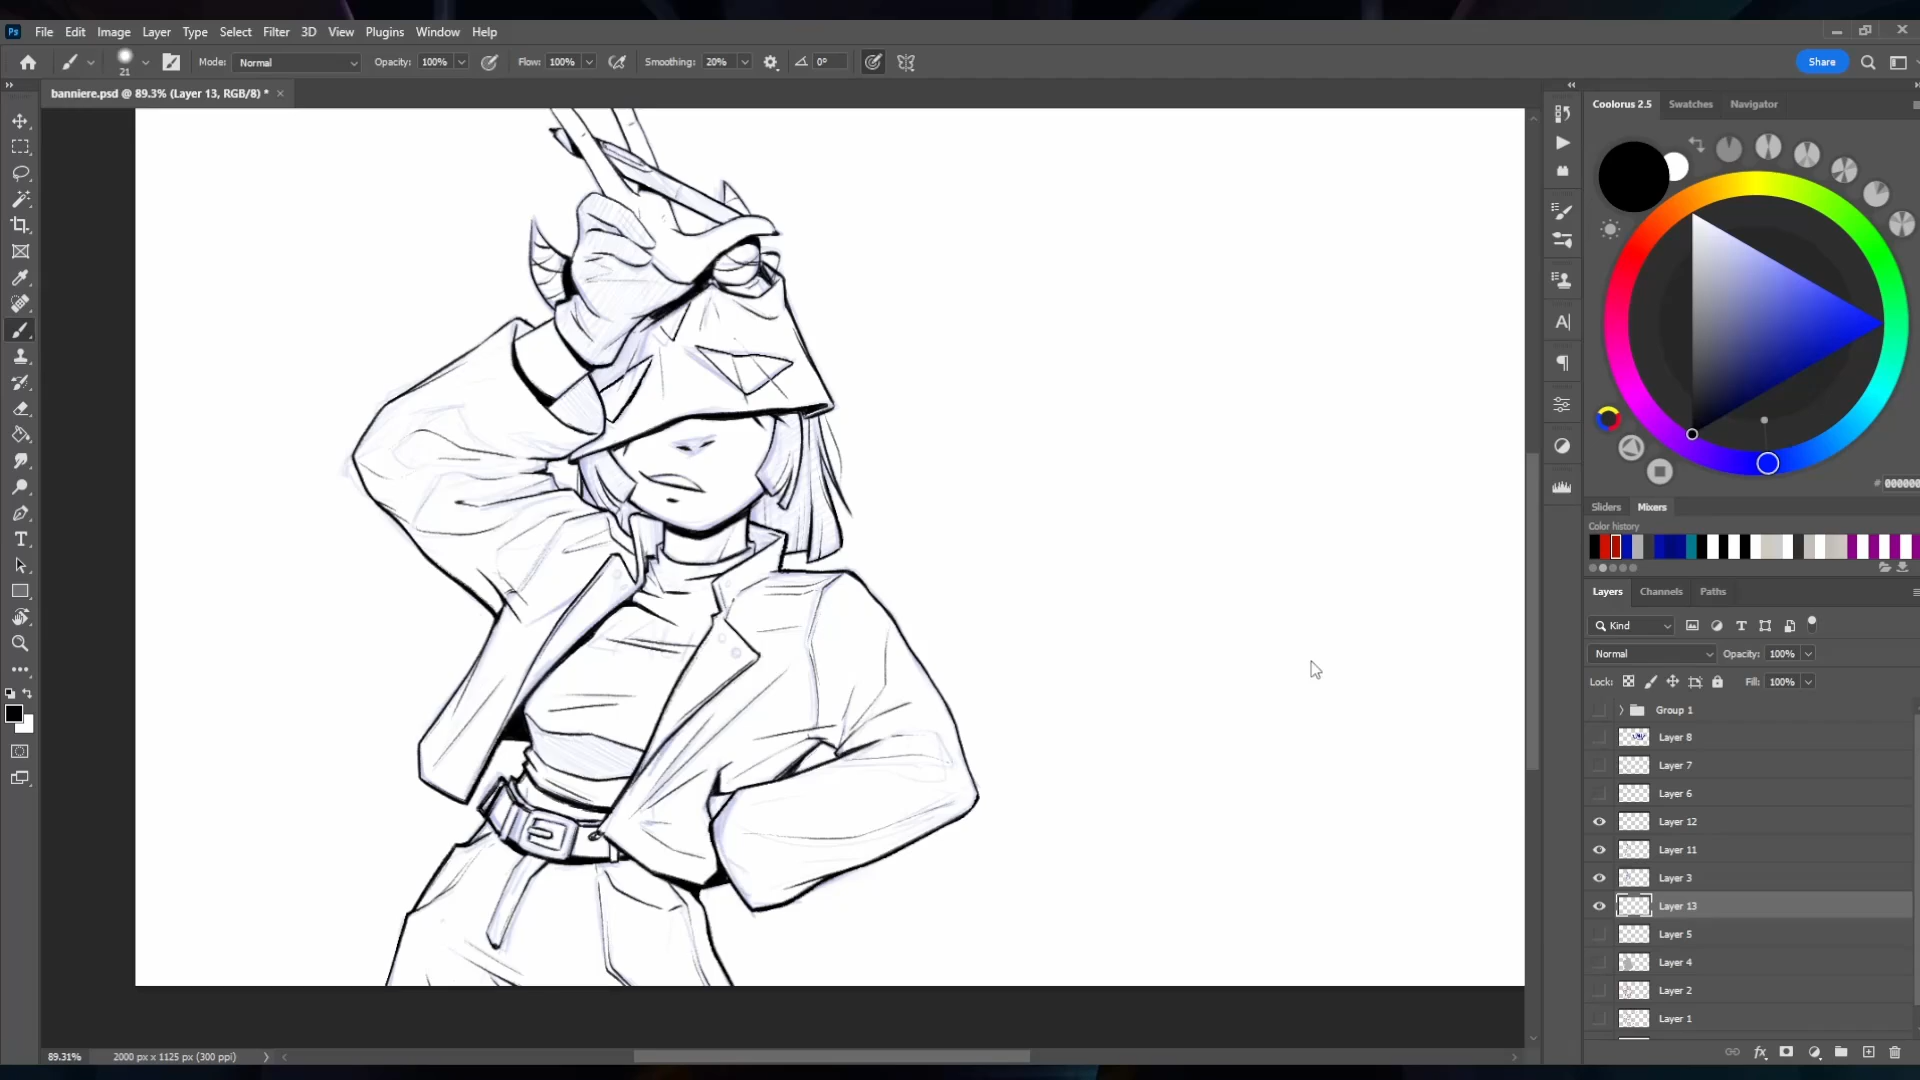 Ps File Edit Image Layer Type Select Filter 3D View Plugins Window Help
21 Mode: Normal Opacity: 100% Flow: 100% Smoothing: 20% 0° Share
banniere.psd @ 89.3% (Layer 13, RGB/8) *
Coolorus 2.5 Swatches Navigator
# 000000
Sliders Mixers
Color history
Layers Channels Paths
Kind
Normal Opacity: 100%
Lock: Fill: 100%
Group 1
Layer 8
Layer 7
Layer 6
Layer 12
Layer 11
Layer 3
Layer 13
Layer 5
Layer 4
Layer 2
Layer 1
89.31% 2000 px x 1125 px (300 ppi)